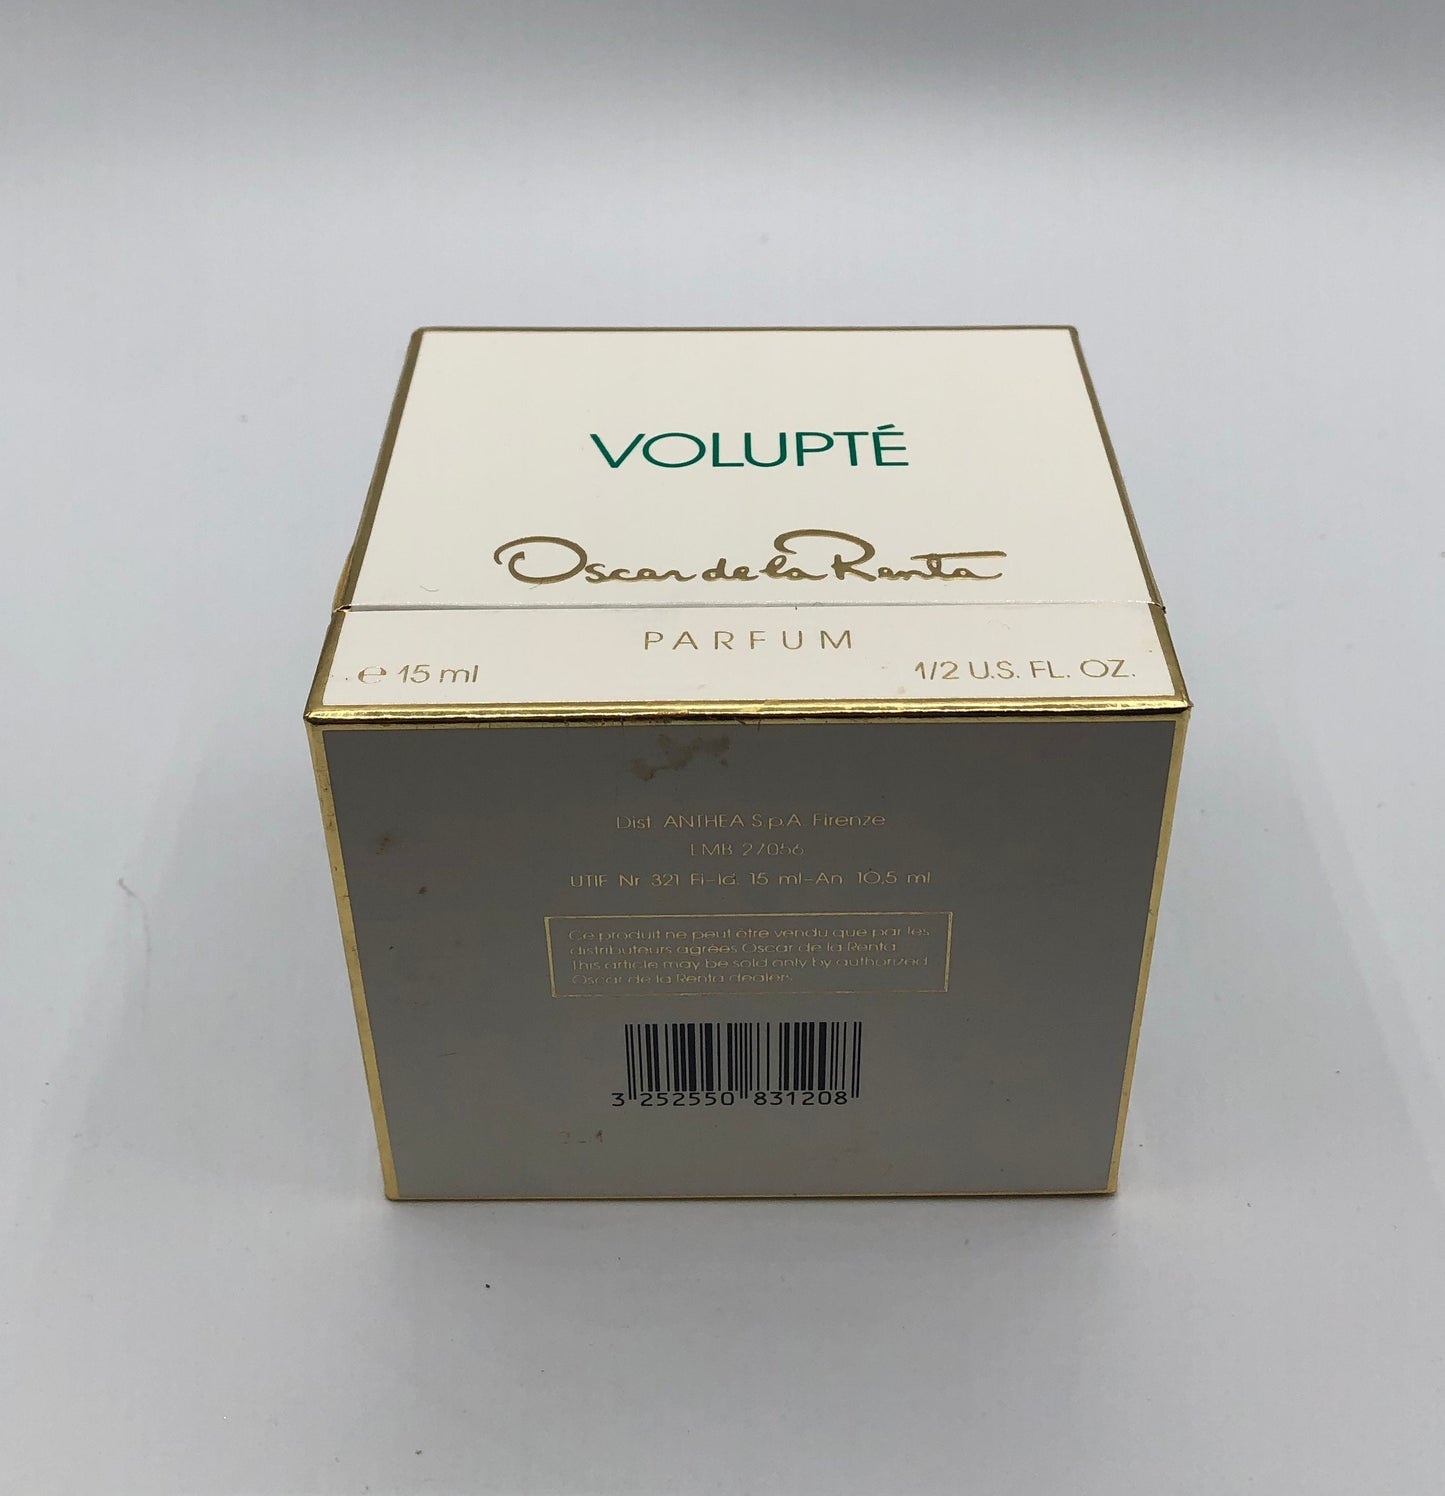 VOLUPTÉ
Oscar de la Renta
PARFUM
e 15 ml
1/2 U.S. FL. OZ.
Dist. ANTHEA S.p.A. Firenze
EMB 27056
UTIF Nr 321 Fi-Id. 15 ml-An. 10,5 ml
Ce produit ne peut être vendu que par les
distributeurs agréés Oscar de la Renta
This article may be sold only by authorized
Oscar de la Renta dealers
3 252550 831208